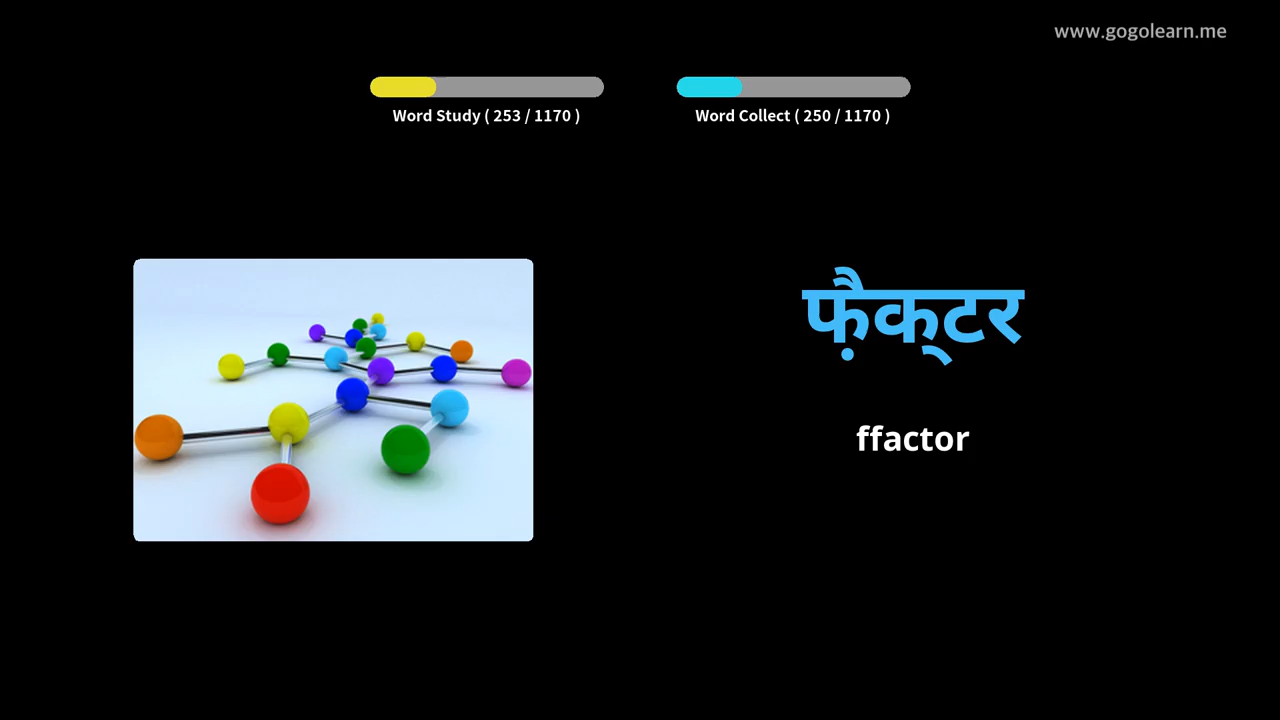 www.gogolearn.me
Word Study ( 253 / 1170 )
Word Collect ( 250 / 1170 )
फ़ैक्टर
ffactor